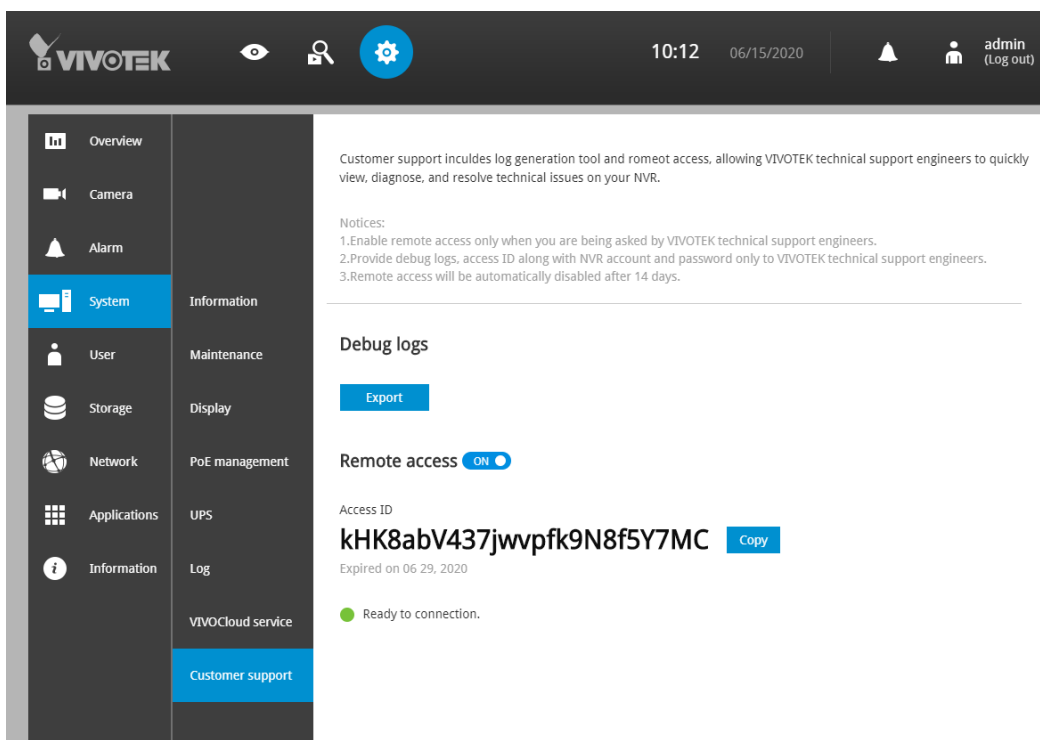 VIVOTEK
10:12
06/15/2020
admin
(Log out)
Overview
Camera
Alarm
System
User
Storage
Network
Applications
Information
Information
Maintenance
Display
PoE management
UPS
Log
VIVOCloud service
Customer support
Customer support inculdes log generation tool and romeot access, allowing VIVOTEK technical support engineers to quickly
view, diagnose, and resolve technical issues on your NVR.
Notices:
1.Enable remote access only when you are being asked by VIVOTEK technical support engineers.
2.Provide debug logs, access ID along with NVR account and password only to VIVOTEK technical support engineers.
3.Remote access will be automatically disabled after 14 days.
Debug logs
Export
Remote access ON
Access ID
kHK8abV437jwvpfk9N8f5Y7MC
Copy
Expired on 06 29, 2020
Ready to connection.